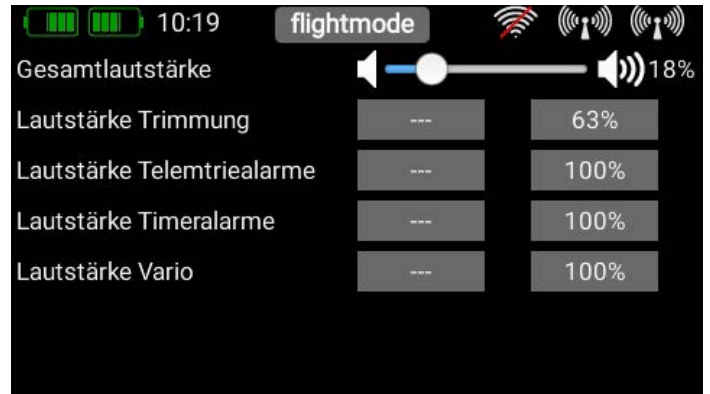 10:19 flightmode
Gesamtlautstärke 18%
Lautstärke Trimmung --- 63%
Lautstärke Telemtriealarme --- 100%
Lautstärke Timeralarme --- 100%
Lautstärke Vario --- 100%